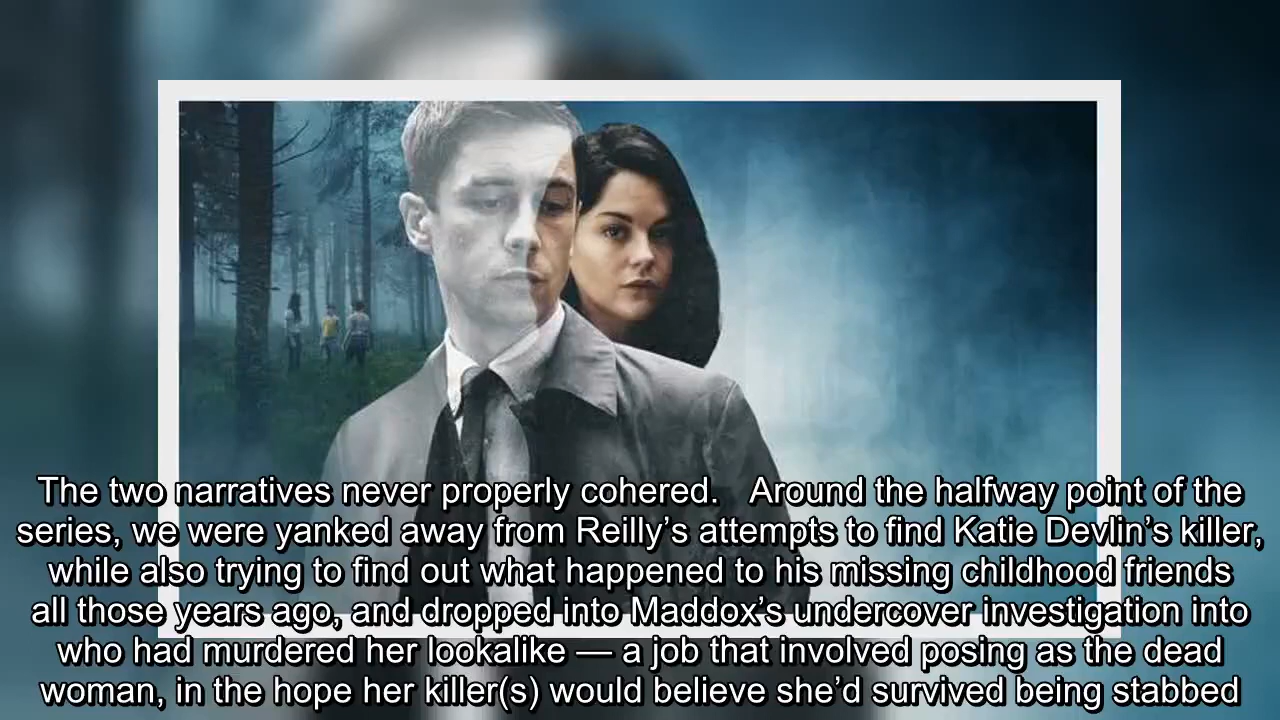 The two narratives never properly cohered.   Around the halfway point of the
series, we were yanked away from Reilly’s attempts to find Katie Devlin’s killer,
while also trying to find out what happened to his missing childhood friends
all those years ago, and dropped into Maddox’s undercover investigation into
who had murdered her lookalike — a job that involved posing as the dead
woman, in the hope her killer(s) would believe she’d survived being stabbed